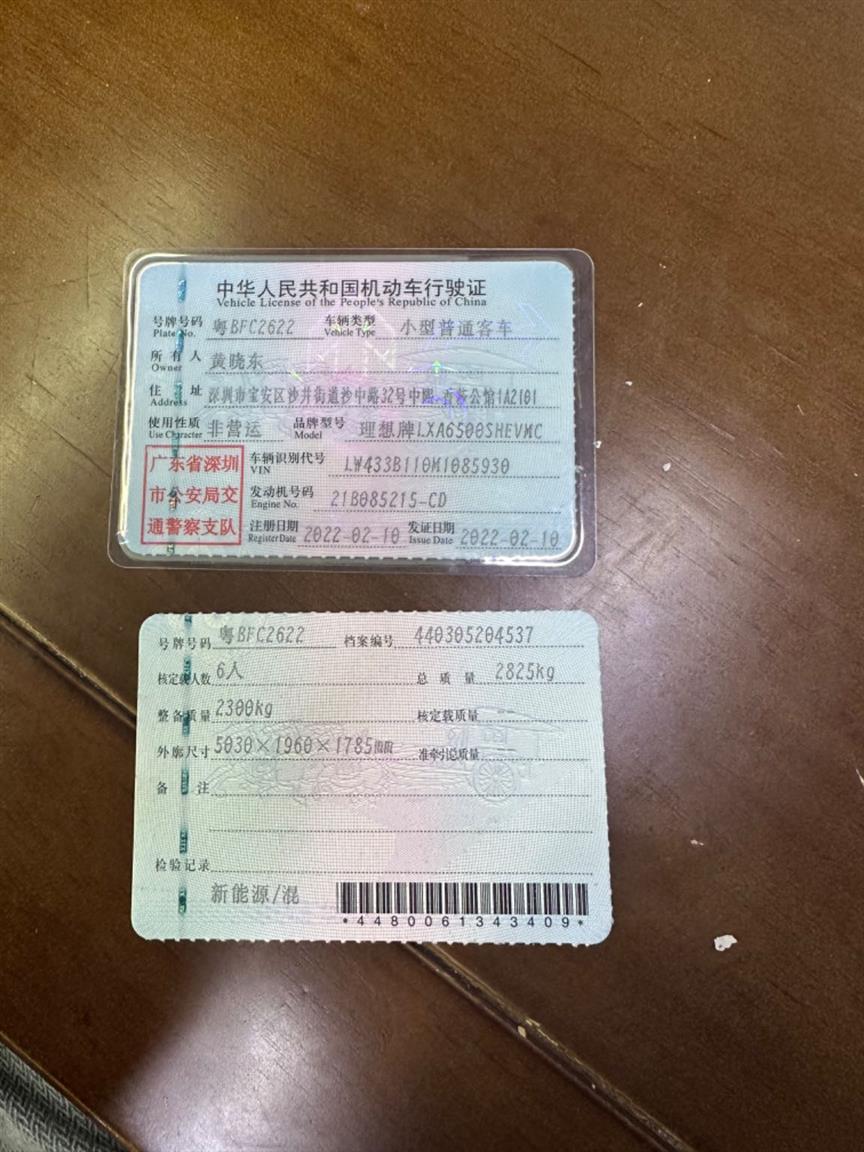 中华人民共和国机动车行驶证
Vehicle License of the People's Republic of China
号牌号码 粤BFC2622 车辆类型 小型普通客车
Plate No. Vehicle Type
所有人 黄晓东
Owner
住址 深圳市宝安区沙井街道沙中路32号中熙 公馆1A2101
Address
使用性质 非营运 品牌型号 理想牌LXA6500SHEVMC
Use Character Model
广东省深圳
市公安局交
通警察支队
车辆识别代号 LW433B110M1085930
VIN
发动机号码 21B085215-CD
Engine No.
注册日期 2022-02-10 发证日期 2022-02-10
Register Date Issue Date
号牌号码 粤BFC2622 档案编号 440305204537
核定载人数 6人 总质量 2825kg
整备质量 2300kg 核定载质量
外廓尺寸 5030×1960×1785mm 准牵引总质量
备注
检验记录
新能源/混
*4480061343409*